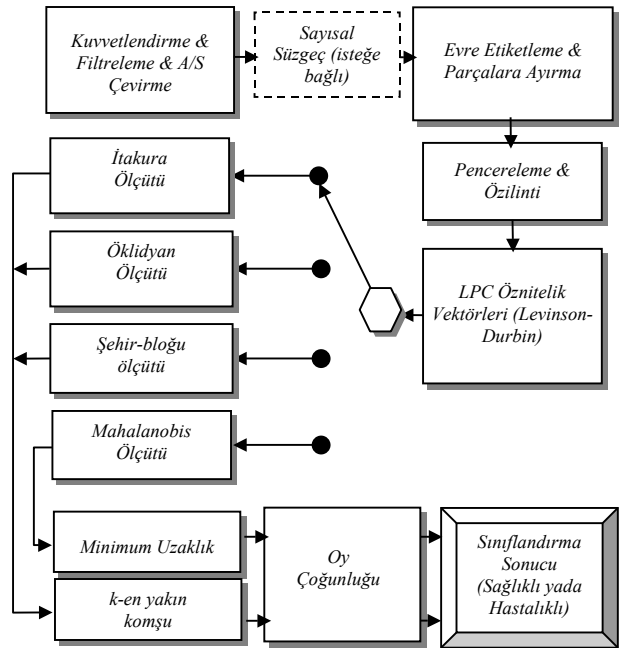 Kuvvetlendirme &
Filtreleme & A/S
Çevirme
Sayısal
Süzgeç (isteğe
bağlı)
Evre Etiketleme &
Parçalara Ayırma
İtakura
Ölçütü
Pencereleme &
Özilinti
Öklidyan
Ölçütü
LPC Öznitelik
Vektörleri (Levinson-
Durbin)
Şehir-bloğu
ölçütü
Mahalanobis
Ölçütü
Minimum Uzaklık
k-en yakın
komşu
Oy
Çoğunluğu
Sınıflandırma
Sonucu
(Sağlıklı yada
Hastalıklı)